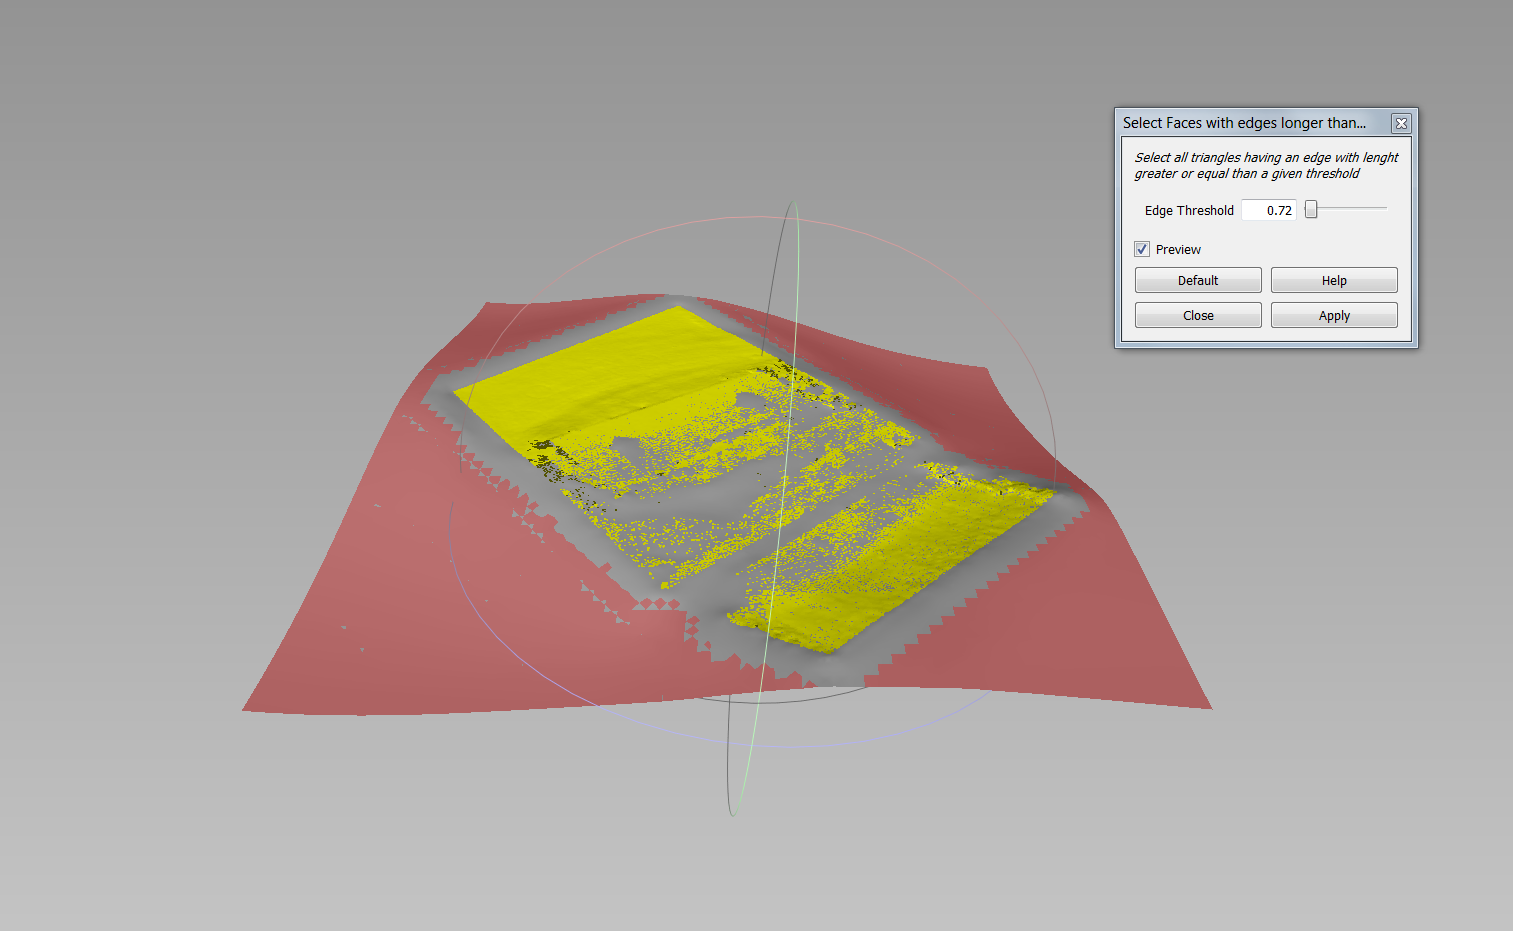 Select Faces with edges longer than...
Select all triangles having an edge with lenght
greater or equal than a given threshold
Edge Threshold 0.72
Preview
Default Help
Close Apply